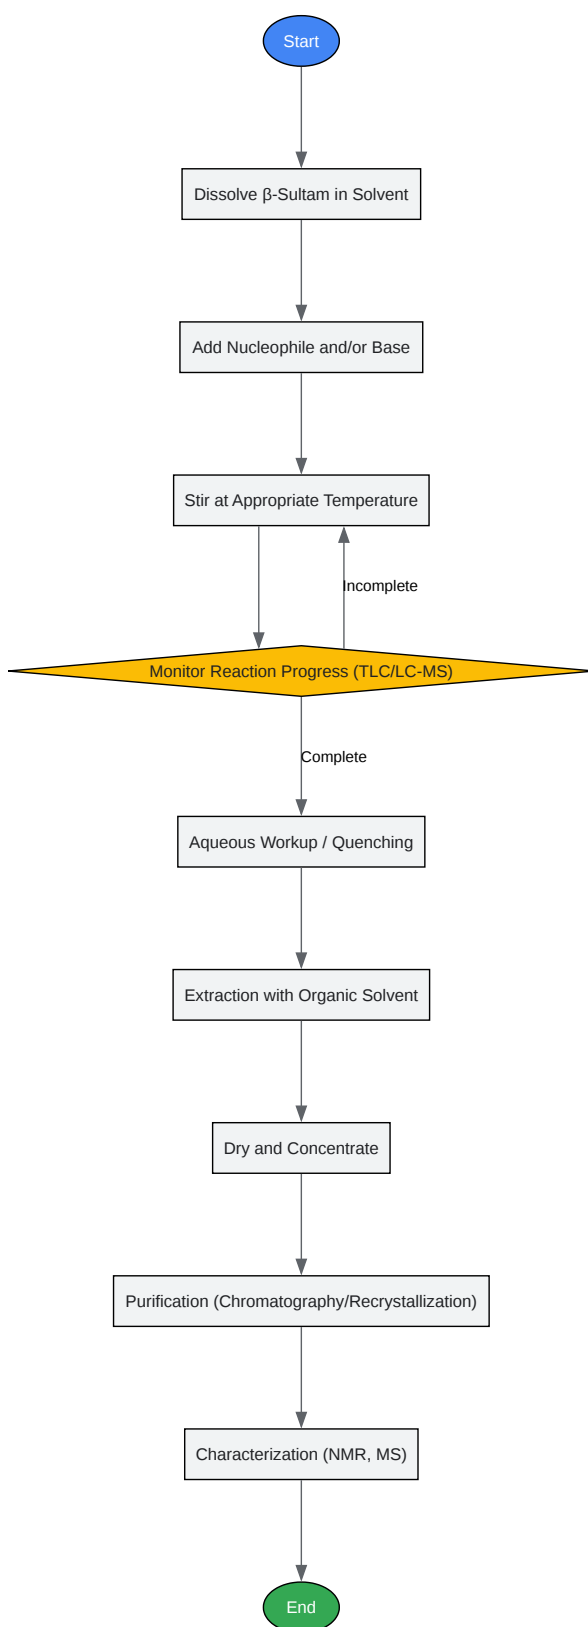 Start
Dissolve β-Sultam in Solvent
Add Nucleophile and/or Base
Stir at Appropriate Temperature
Incomplete
Monitor Reaction Progress (TLC/LC-MS)
Complete
Aqueous Workup / Quenching
Extraction with Organic Solvent
Dry and Concentrate
Purification (Chromatography/Recrystallization)
Characterization (NMR, MS)
End